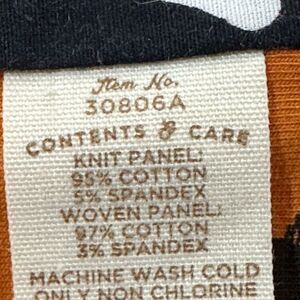 Item No.
30806A
CONTENTS & CARE
KNIT PANEL:
95% COTTON
5% SPANDEX
WOVEN PANEL:
97% COTTON
3% SPANDEX
MACHINE WASH COLD
ONLY NON CHLORINE